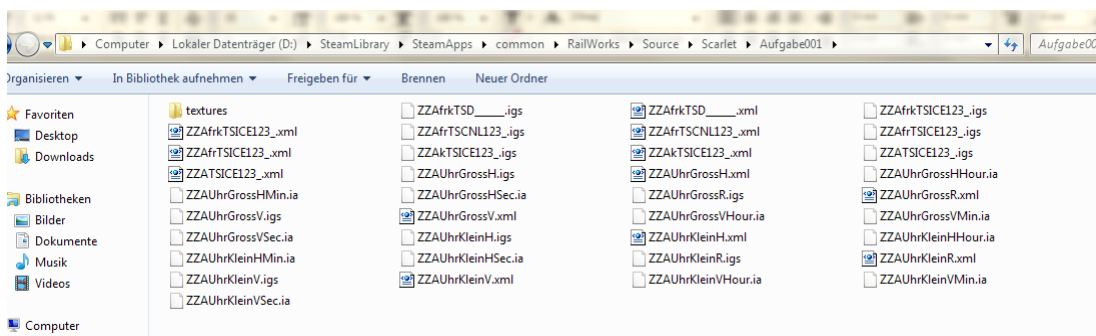 Computer ▸ Lokaler Datenträger (D:) ▸ SteamLibrary ▸ SteamApps ▸ common ▸ RailWorks ▸ Source ▸ Scarlet ▸ Aufgabe001 ▸ Aufgabe00
Organisieren ▾ In Bibliothek aufnehmen ▾ Freigeben für ▾ Brennen Neuer Ordner
Favoriten
Desktop
Downloads
Bibliotheken
Bilder
Dokumente
Musik
Videos
Computer
textures ZZAfrkTSD_____.igs ZZAfrkTSD_____.xml ZZAfrkTSICE123_.igs
ZZAfrkTSICE123_.xml ZZAfrTSCNL123_.igs ZZAfrTSCNL123_.xml ZZAfrTSICE123_.igs
ZZAfrTSICE123_.xml ZZAkTSICE123_.igs ZZAkTSICE123_.xml ZZATSICE123_.igs
ZZATSICE123_.xml ZZAUhrGrossH.igs ZZAUhrGrossH.xml ZZAUhrGrossHHour.ia
ZZAUhrGrossHMin.ia ZZAUhrGrossHSec.ia ZZAUhrGrossR.igs ZZAUhrGrossR.xml
ZZAUhrGrossV.igs ZZAUhrGrossV.xml ZZAUhrGrossVHour.ia ZZAUhrGrossVMin.ia
ZZAUhrGrossVSec.ia ZZAUhrKleinH.igs ZZAUhrKleinH.xml ZZAUhrKleinHHour.ia
ZZAUhrKleinHMin.ia ZZAUhrKleinHSec.ia ZZAUhrKleinR.igs ZZAUhrKleinR.xml
ZZAUhrKleinV.igs ZZAUhrKleinV.xml ZZAUhrKleinVHour.ia ZZAUhrKleinVMin.ia
ZZAUhrKleinVSec.ia